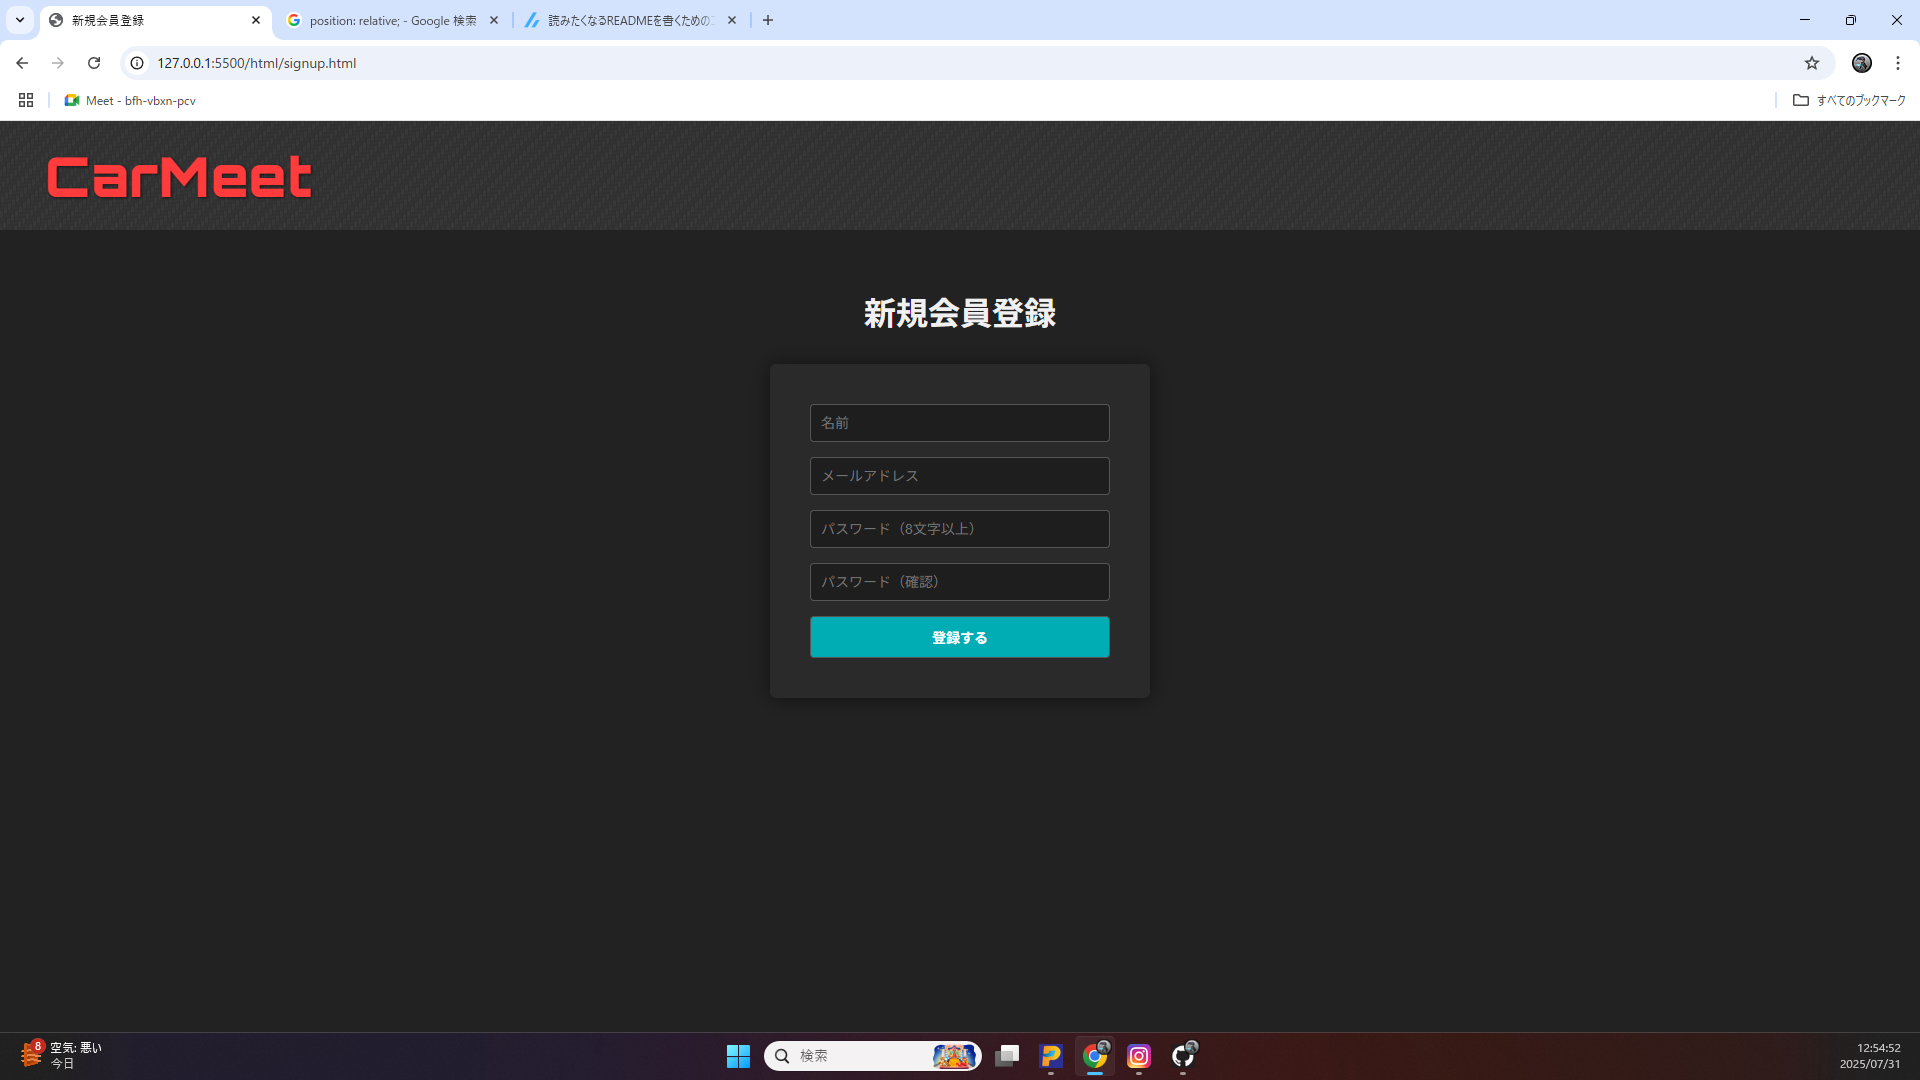 新規会員登録
position: relative; - Google 検索
読みたくなるREADMEを書くための
127.0.0.1:5500/html/signup.html
Meet - bfh-vbxn-pcv
すべてのブックマーク
CarMeet
新規会員登録
名前
メールアドレス
パスワード（8文字以上）
パスワード（確認）
登録する
8
空気: 悪い
今日
検索
12:54:52
2025/07/31